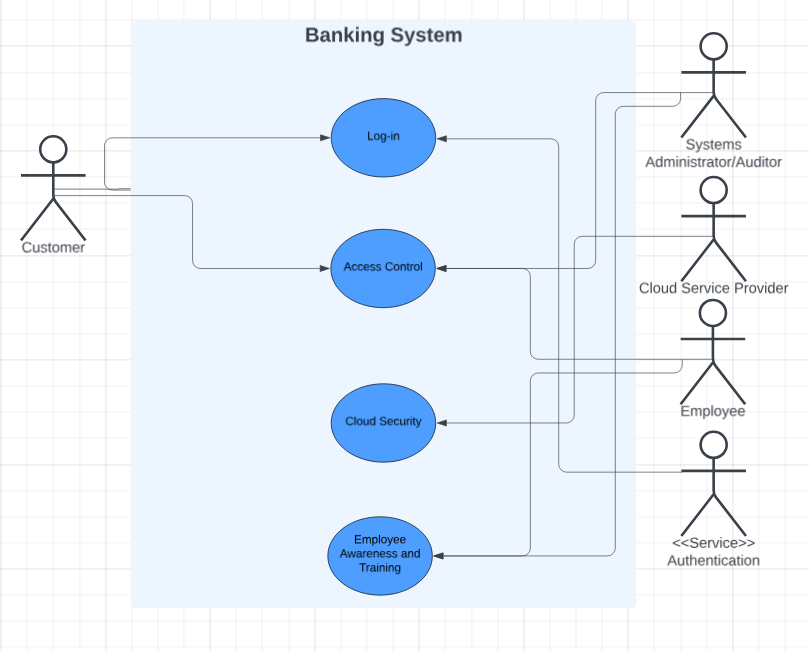 Banking System
Log-in
Systems
Administrator/Auditor
Customer
Access Control
Cloud Service Provider
Employee
Cloud Security
Employee
Awareness and
Training
<<Service>>
Authentication